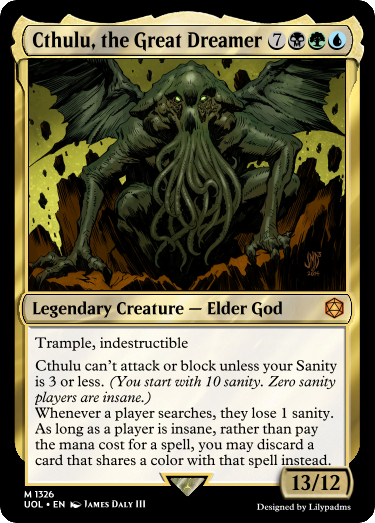 Cthulu, the Great Dreamer 7
Legendary Creature — Elder God
Trample, indestructible
Cthulu can't attack or block unless your Sanity
is 3 or less. (You start with 10 sanity. Zero sanity
players are insane.)
Whenever a player searches, they lose 1 sanity.
As long as a player is insane, rather than pay
the mana cost for a spell, you may discard a
card that shares a color with that spell instead.
13/12
M 1326
UOL • EN James Daly III
Designed by Lilypadms